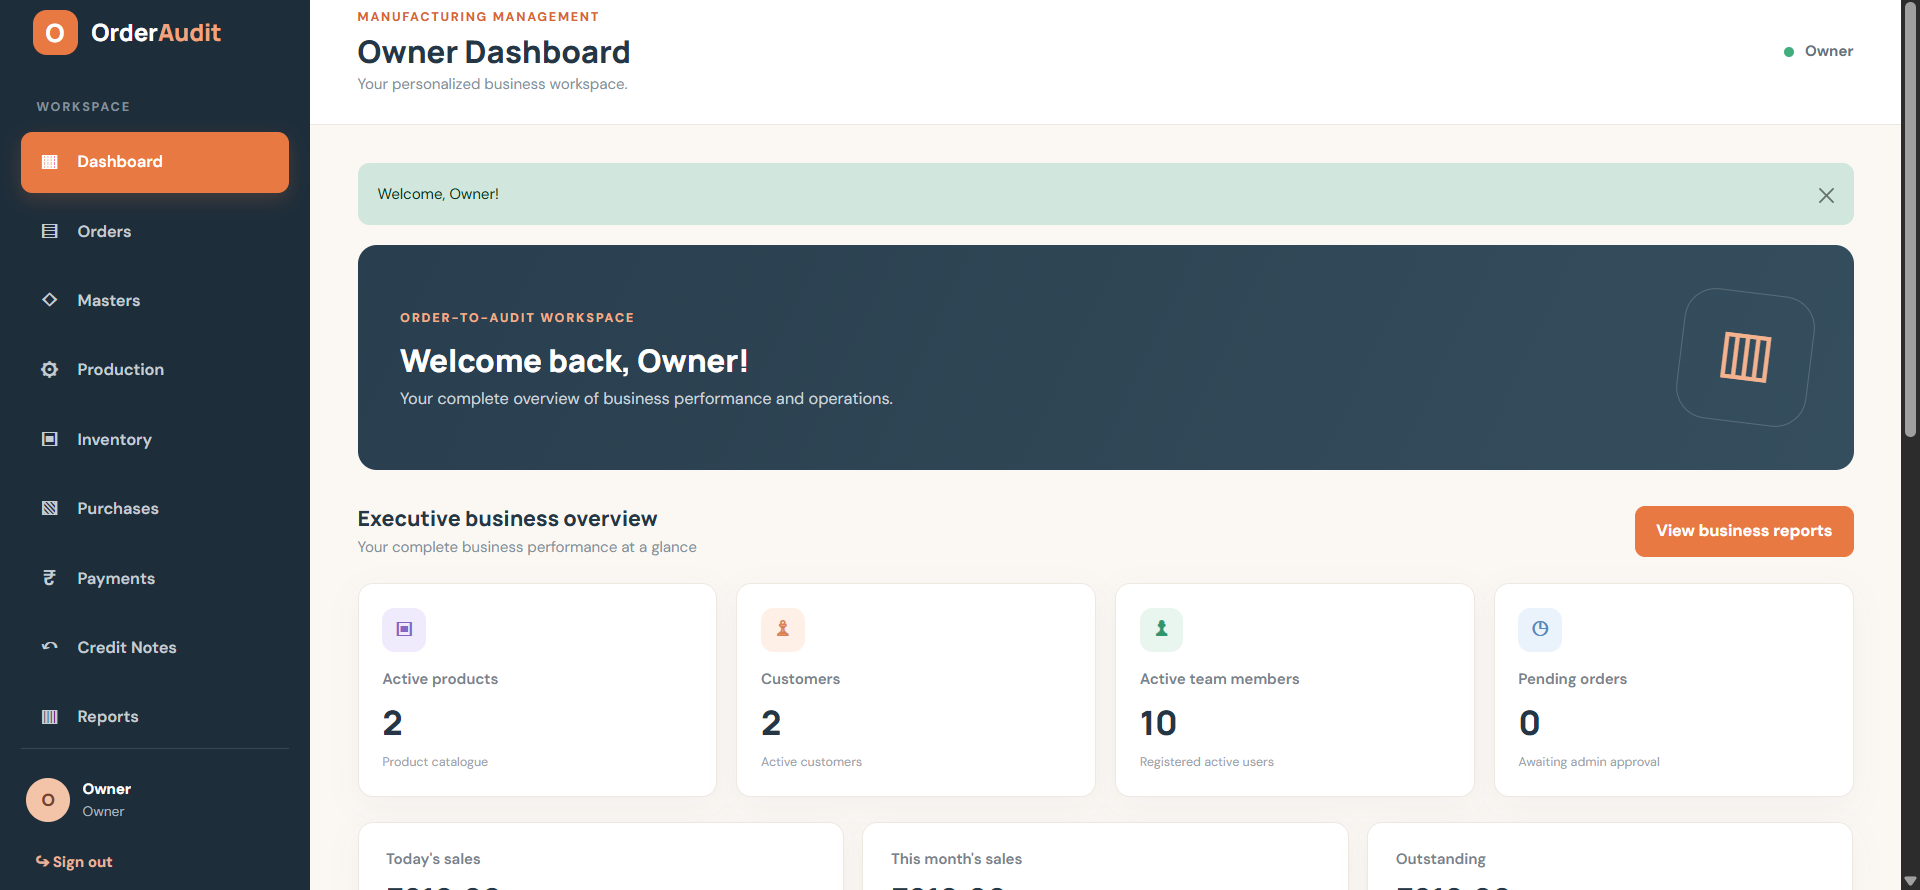 O OrderAudit
WORKSPACE
Dashboard
Orders
Masters
Production
Inventory
Purchases
₹ Payments
Credit Notes
Reports
O Owner
Owner
Sign out
MANUFACTURING MANAGEMENT
Owner Dashboard
Your personalized business workspace.
Owner
Welcome, Owner!
ORDER-TO-AUDIT WORKSPACE
Welcome back, Owner!
Your complete overview of business performance and operations.
Executive business overview
Your complete business performance at a glance
View business reports
Active products
2
Product catalogue
Customers
2
Active customers
Active team members
10
Registered active users
Pending orders
0
Awaiting admin approval
Today's sales
This month's sales
Outstanding